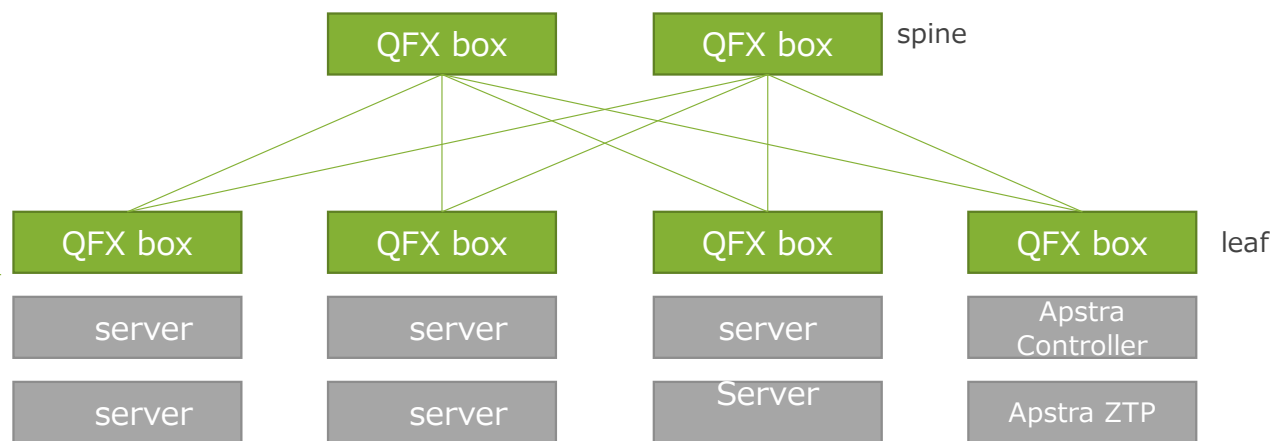 QFX box
QFX box
spine
QFX box
QFX box
QFX box
QFX box
leaf
server
server
server
Apstra
Controller
server
server
Server
Apstra ZTP